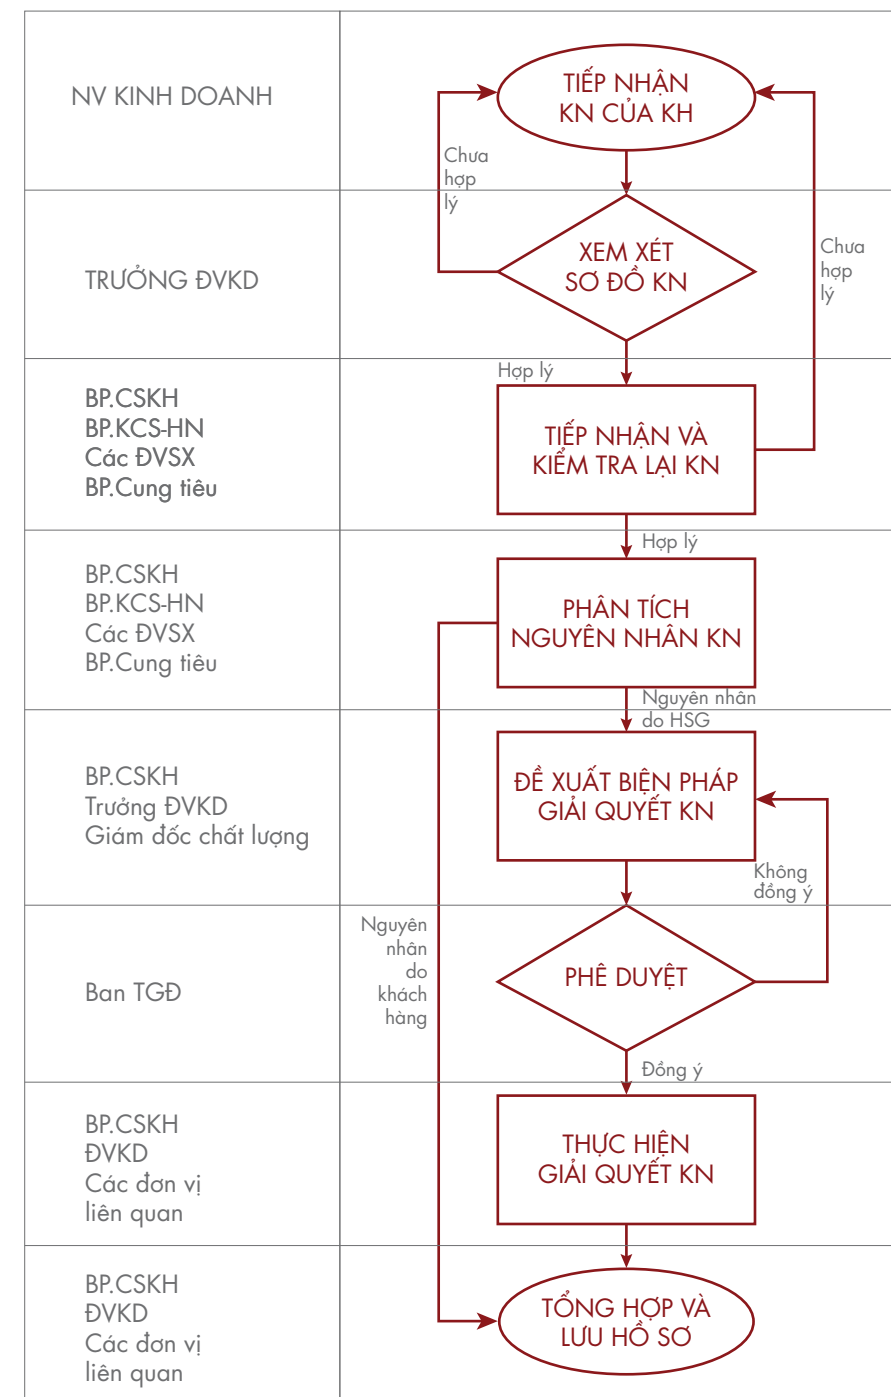 NV KINH DOANH
TIẾP NHẬN
KN CỦA KH
Chưa
hợp
lý
TRƯỞNG ĐVKD
XEM XÉT
SƠ ĐỒ KN
Chưa
hợp
lý
Hợp lý
BP.CSKH
BP.KCS-HN
Các ĐVSX
BP.Cung tiêu
TIẾP NHẬN VÀ
KIỂM TRA LẠI KN
Hợp lý
BP.CSKH
BP.KCS-HN
Các ĐVSX
BP.Cung tiêu
PHÂN TÍCH
NGUYÊN NHÂN KN
Nguyên nhân
do HSG
BP.CSKH
Trưởng ĐVKD
Giám đốc chất lượng
ĐỀ XUẤT BIỆN PHÁP
GIẢI QUYẾT KN
Không
đồng ý
Nguyên
nhân
do
khách
hàng
Ban TGĐ
PHÊ DUYỆT
Đồng ý
BP.CSKH
ĐVKD
Các đơn vị
liên quan
THỰC HIỆN
GIẢI QUYẾT KN
BP.CSKH
ĐVKD
Các đơn vị
liên quan
TỔNG HỢP VÀ
LƯU HỒ SƠ